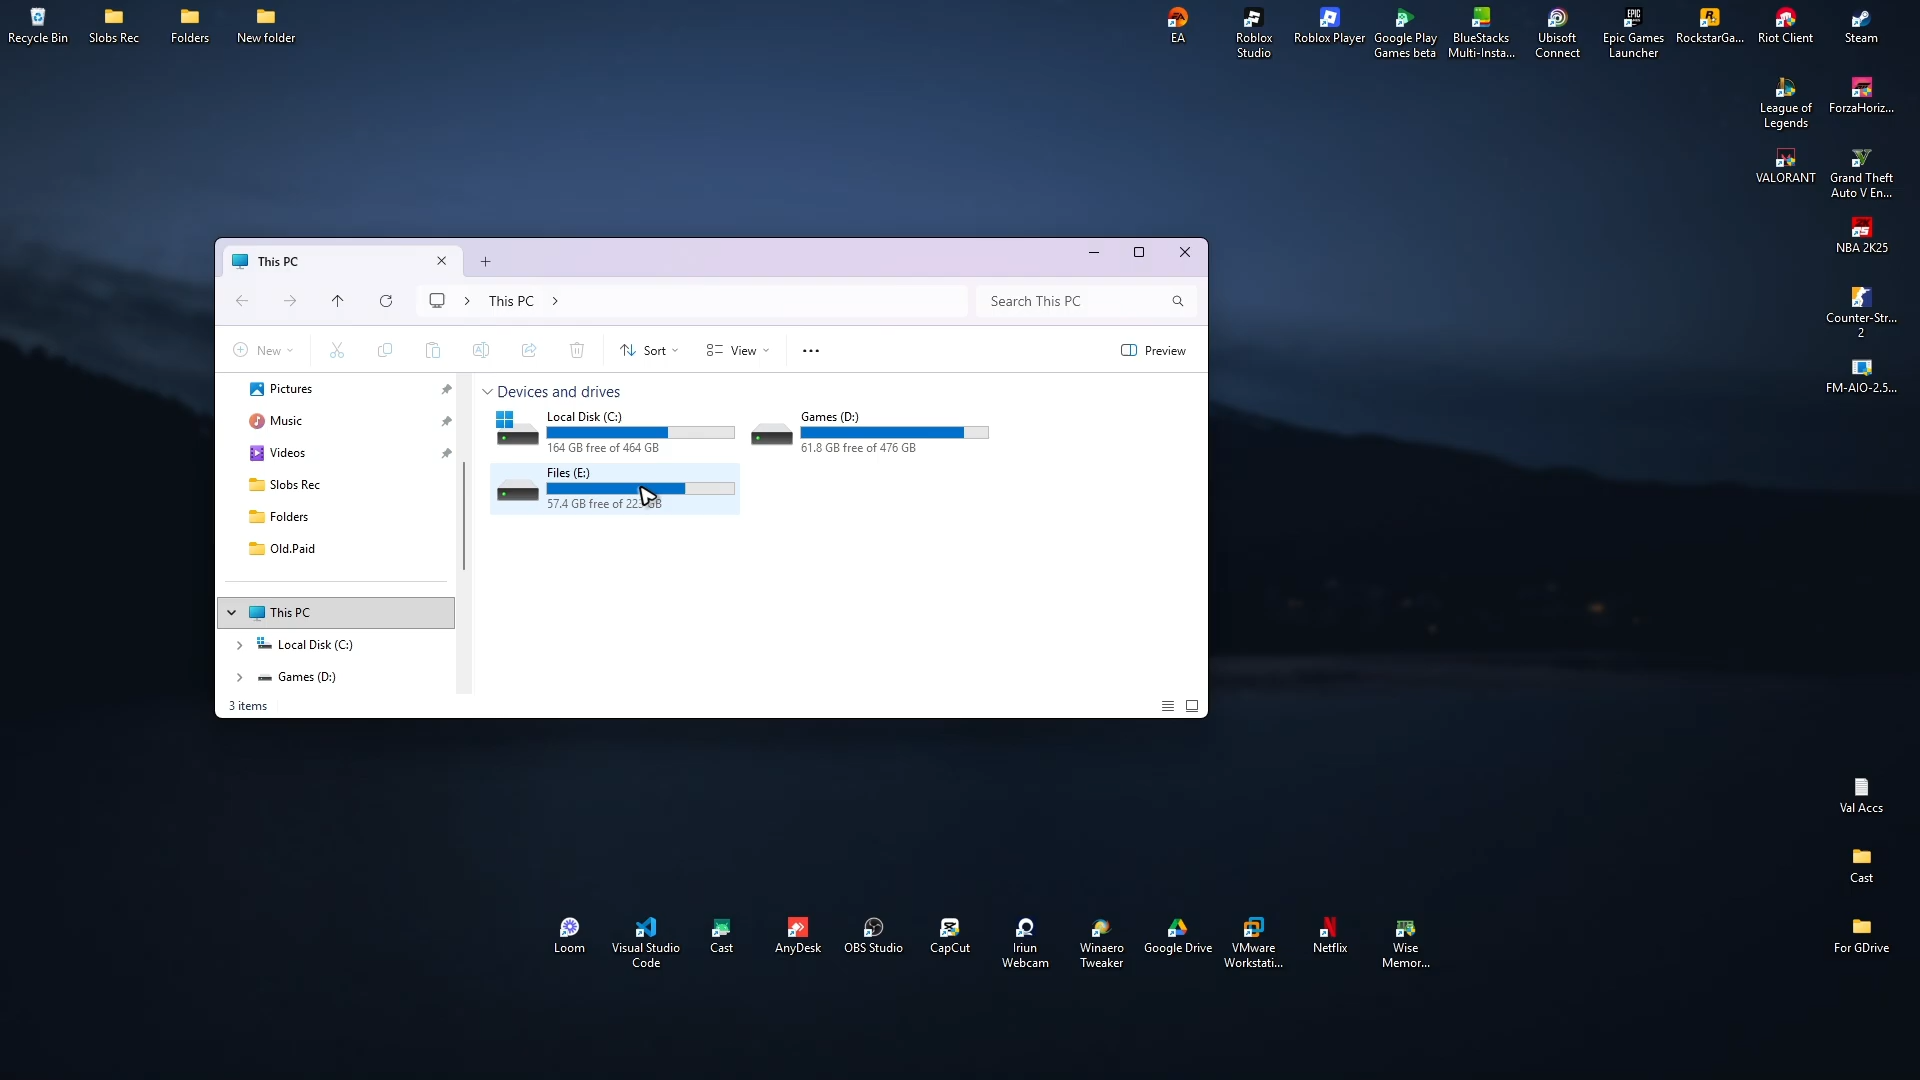 Recycle Bin
Slobs Rec
Folders
New folder
EA
Roblox
Studio
Roblox Player
Google Play
Games beta
BlueStacks
Multi-Insta...
Ubisoft
Connect
Epic Games
Launcher
RockstarGa...
Riot Client
Steam
League of
Legends
ForzaHoriz...
VALORANT
Grand Theft
Auto V En...
NBA 2K25
Counter-Str...
2
FM-AIO-2.5...
This PC
This PC
Search This PC
New
Sort
View
Preview
Pictures
Music
Videos
Slobs Rec
Folders
Old.Paid
This PC
Local Disk (C:)
Games (D:)
Devices and drives
Local Disk (C:)
164 GB free of 464 GB
Games (D:)
61.8 GB free of 476 GB
Files (E:)
57.4 GB free of
3 items
Val Accs
Cast
For GDrive
Loom
Visual Studio
Code
Cast
AnyDesk
OBS Studio
CapCut
Iriun
Webcam
Winaero
Tweaker
Google Drive
VMware
Workstati...
Netflix
Wise
Memor...